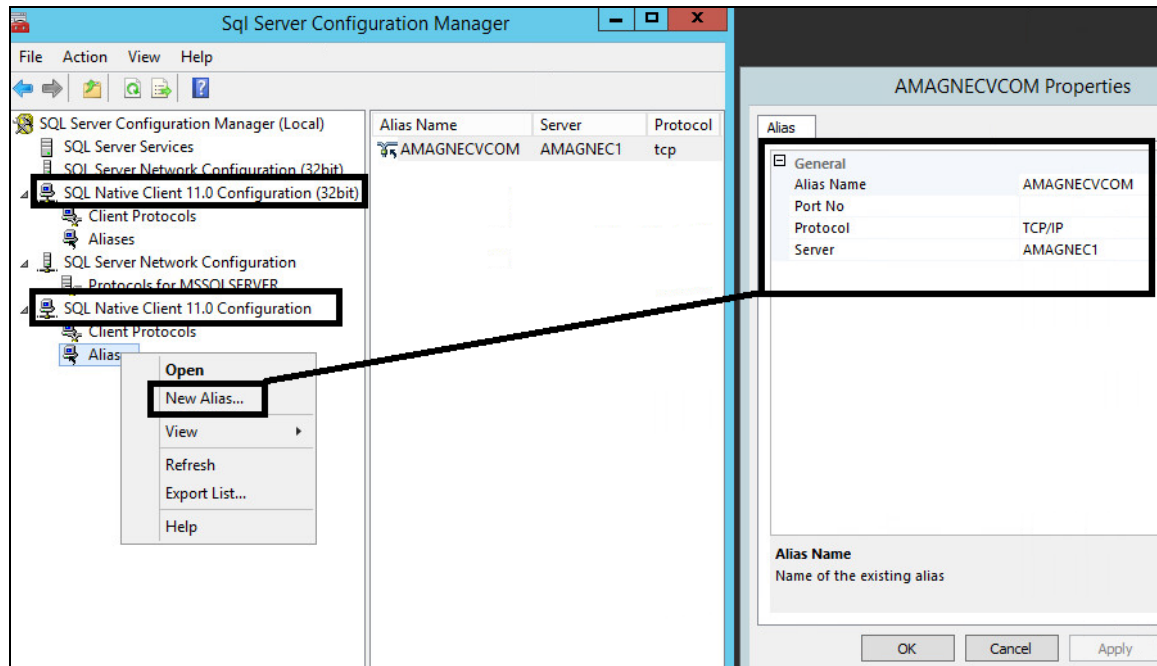 Sql Server Configuration Manager
File Action View Help
SQL Server Configuration Manager (Local)
SQL Server Services
SQL Server Network Configuration (32bit)
SQL Native Client 11.0 Configuration (32bit)
Client Protocols
Aliases
SQL Server Network Configuration
Protocols for MSSQLSERVER
SQL Native Client 11.0 Configuration
Client Protocols
Alias
Open
New Alias...
View
Refresh
Export List...
Help
Alias Name Server Protocol
AMAGNECVCOM AMAGNEC1 tcp
AMAGNECVCOM Properties
Alias
General
Alias Name AMAGNECVCOM
Port No
Protocol TCP/IP
Server AMAGNEC1
Alias Name
Name of the existing alias
OK Cancel Apply